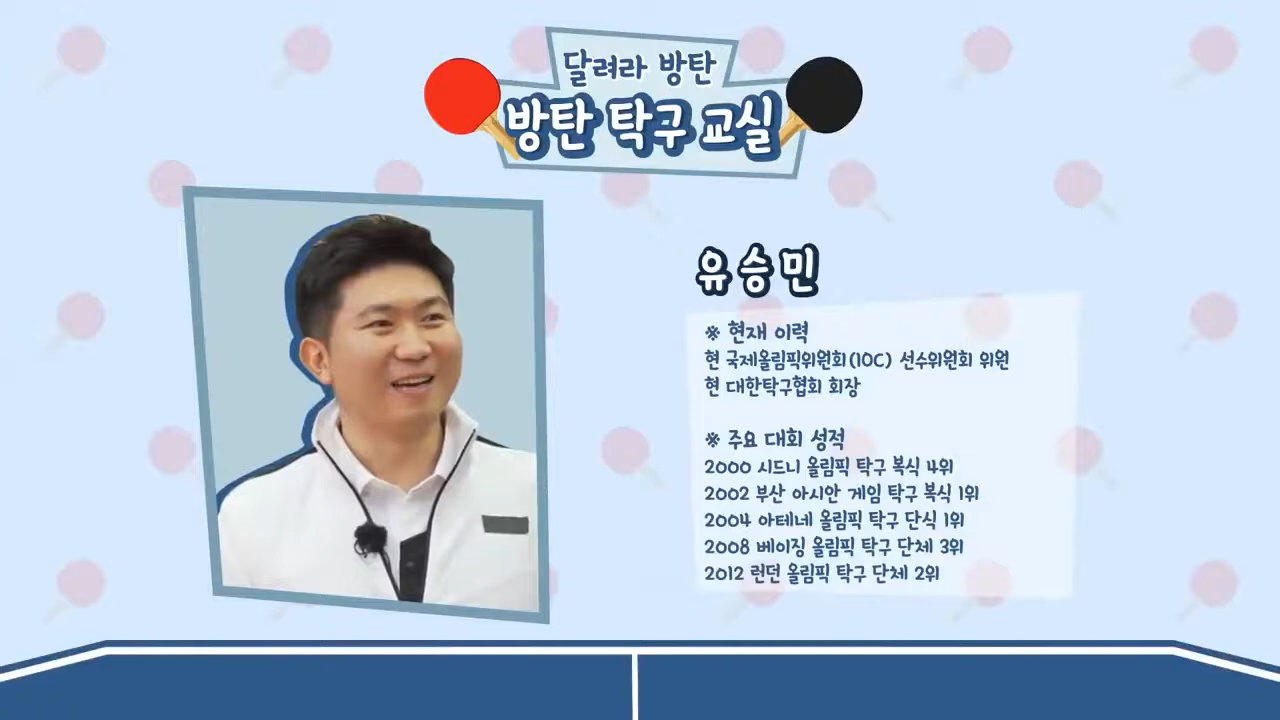 달려라 방탄
방탄 탁구 교실
유승민
※ 현재 이력
현 국제올림픽위원회(IOC) 선수위원회 위원
현 대한탁구협회 회장
※ 주요 대회 성적
2000 시드니 올림픽 탁구 복식 4위
2002 부산 아시안 게임 탁구 복식 1위
2004 아테네 올림픽 탁구 단식 1위
2008 베이징 올림픽 탁구 단체 3위
2012 런던 올림픽 탁구 단체 2위